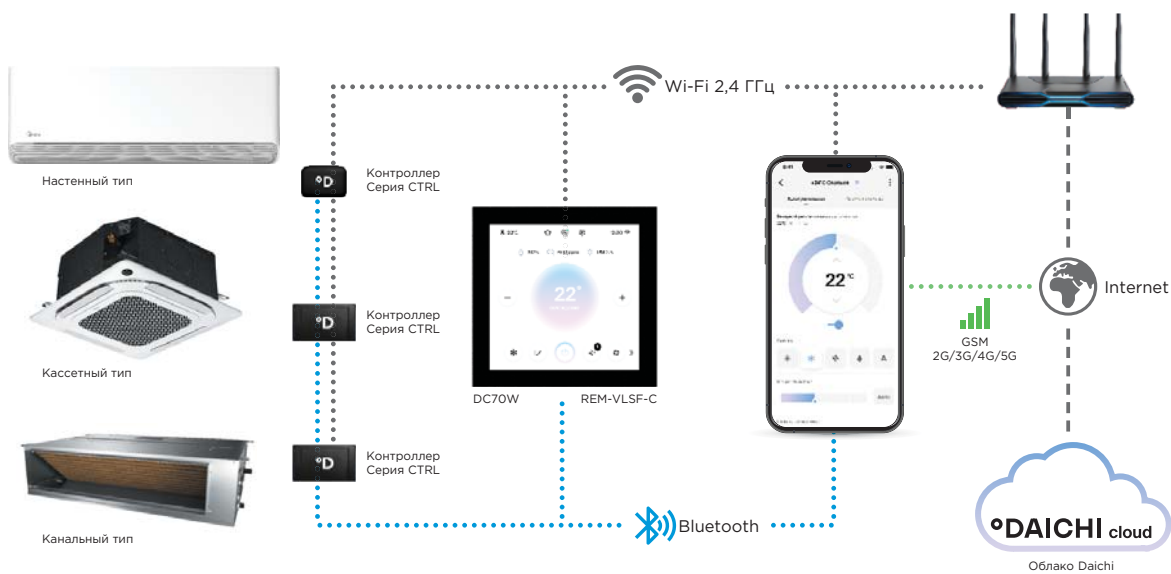 Wi-Fi 2,4 ГГц
Настенный тип
Контроллер
Серия CTRL
°D
22°
DC70W
REM-VLSF-C
22 °C
Internet
GSM
2G/3G/4G/5G
Кассетный тип
Контроллер
Серия CTRL
°D
Контроллер
Серия CTRL
°D
Канальный тип
Bluetooth
°DAICHI cloud
Облако Daichi